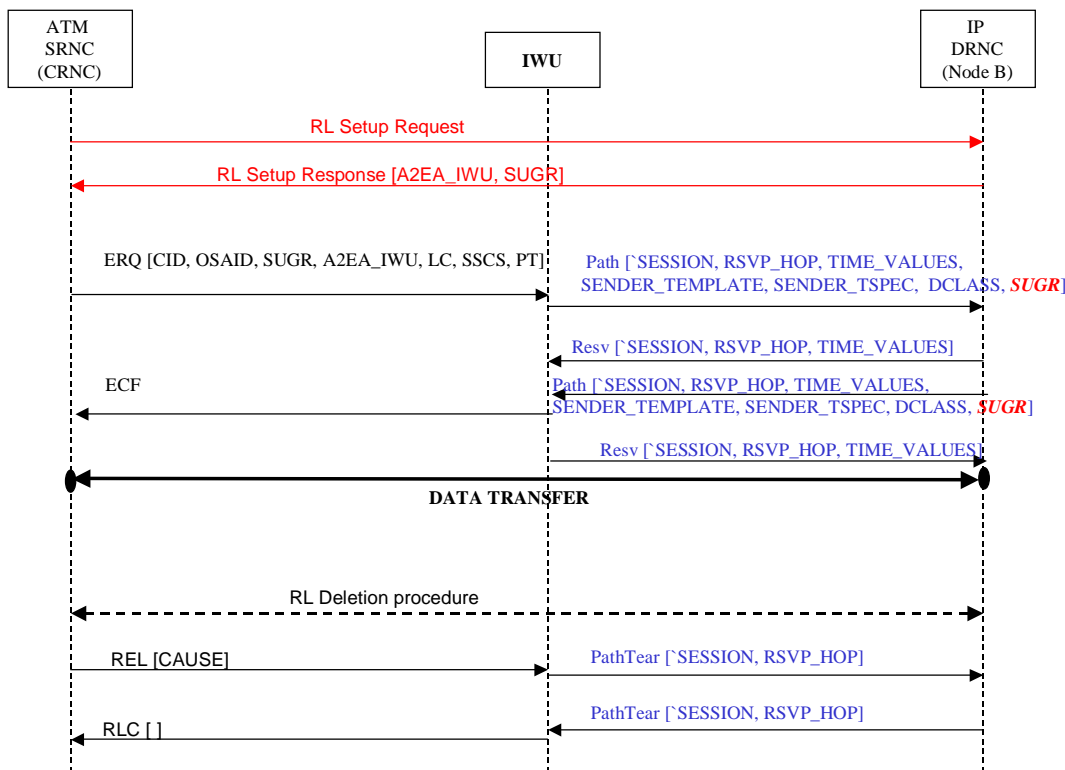 ATM
SRNC
(CRNC)
IWU
IP
DRNC
(Node B)
RL Setup Request
RL Setup Response [A2EA_IWU, SUGR]
ERQ [CID, OSAID, SUGR, A2EA_IWU, LC, SSCS, PT]
Path [`SESSION, RSVP_HOP, TIME_VALUES,
SENDER_TEMPLATE, SENDER_TSPEC, DCLASS, SUGR]
Resv [`SESSION, RSVP_HOP, TIME_VALUES]
ECF
Path [`SESSION, RSVP_HOP, TIME_VALUES,
SENDER_TEMPLATE, SENDER_TSPEC, DCLASS, SUGR]
Resv [`SESSION, RSVP_HOP, TIME_VALUES]
DATA TRANSFER
RL Deletion procedure
REL [CAUSE]
PathTear [`SESSION, RSVP_HOP]
PathTear [`SESSION, RSVP_HOP]
RLC [ ]